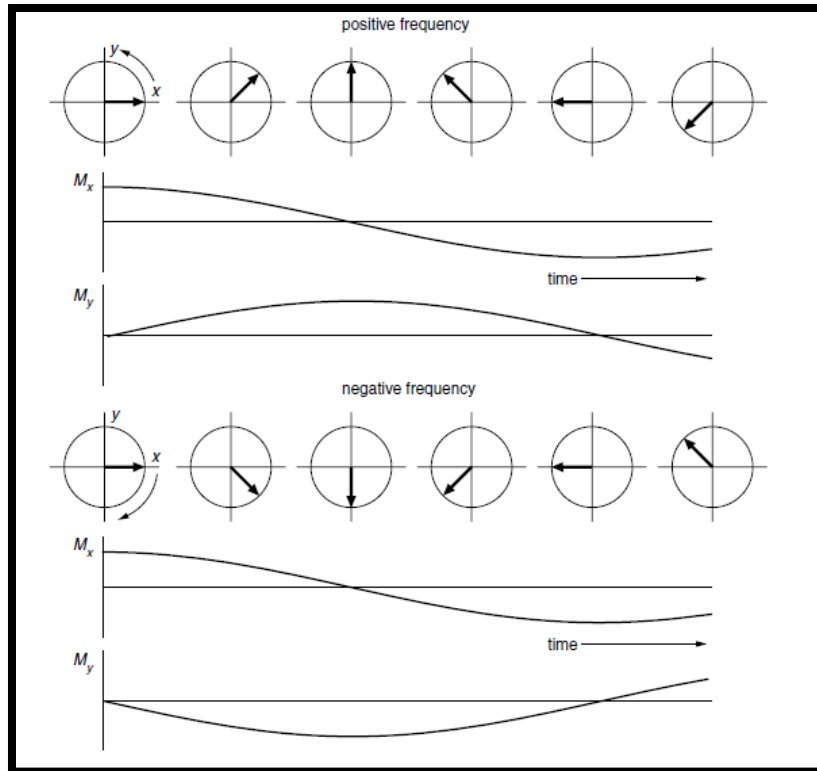 positive frequency
y
x
Mx
time
My
negative frequency
y
x
Mx
time
My